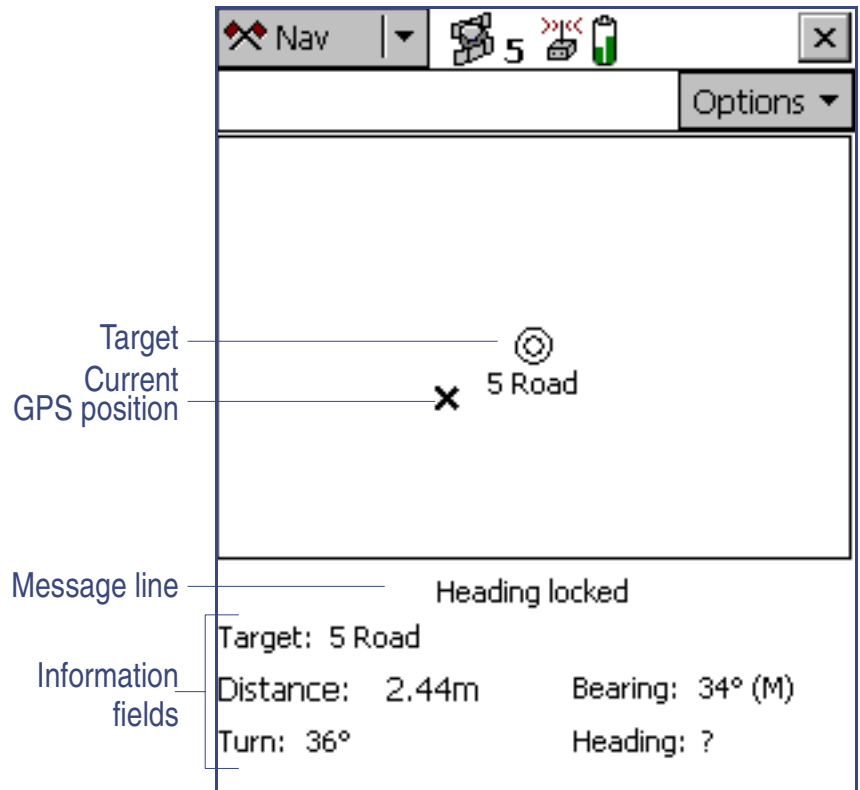 Nav
5
Options
Target
5 Road
Current
GPS position
Message line
Heading locked
Information
fields
Target: 5 Road
Distance: 2.44m Bearing: 34° (M)
Turn: 36° Heading: ?